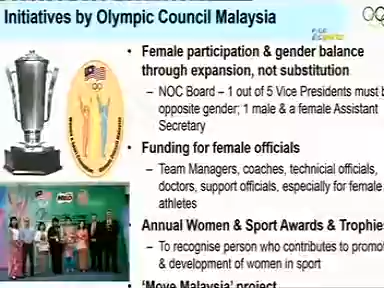 Initiatives by Olympic Council Malaysia
• Female participation & gender balance
through expansion, not substitution
– NOC Board – 1 out of 5 Vice Presidents must b
opposite gender; 1 male & a female Assistant
Secretary
• Funding for female officials
– Team Managers, coaches, technicial officials,
doctors, support officials, especially for female
athletes
• Annual Women & Sport Awards & Trophies
– To recognise person who contributes to promot
& development of women in sport
• 'Move Malaysia' project